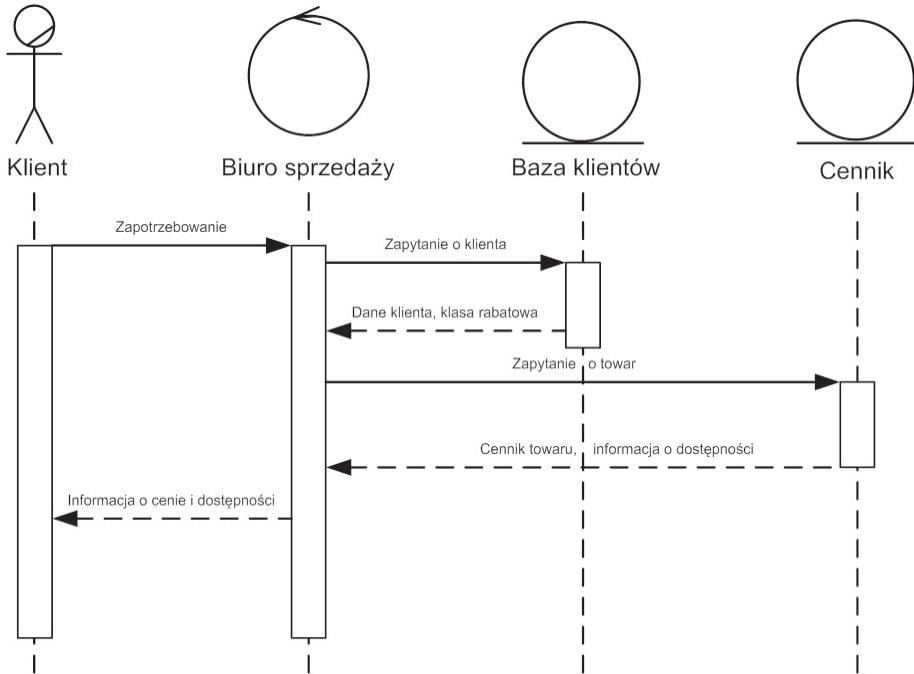 Klient
Biuro sprzedaży
Baza klientów
Cennik
Zapotrzebowanie
Zapytanie o klienta
Dane klienta, klasa rabatowa
Zapytanie o towar
Cennik towaru, informacja o dostępności
Informacja o cenie i dostępności